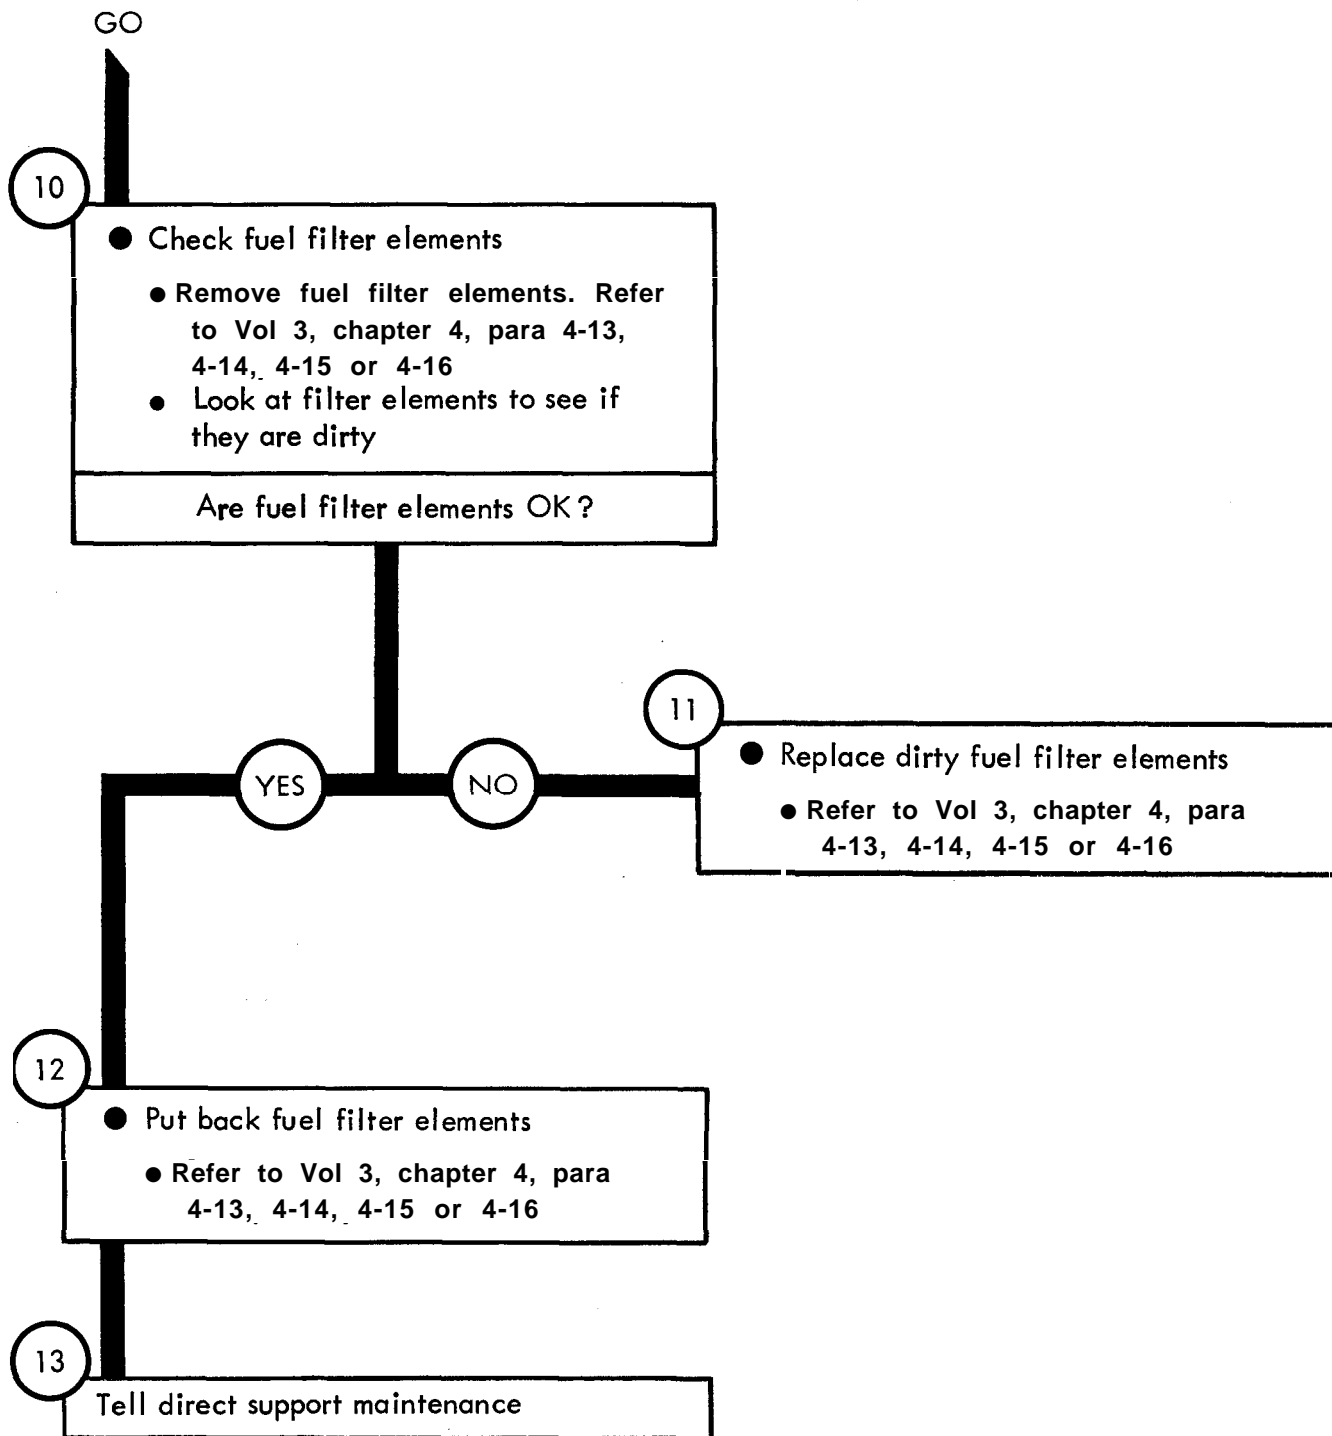 GO
10
● Check fuel filter elements
● Remove fuel filter elements. Refer
to Vol 3, chapter 4, para 4-13,
4-14, 4-15 or 4-16
● Look at filter elements to see if
they are dirty
Are fuel filter elements OK?
YES
NO
11
● Replace dirty fuel filter elements
● Refer to Vol 3, chapter 4, para
4-13, 4-14, 4-15 or 4-16
12
● Put back fuel filter elements
● Refer to Vol 3, chapter 4, para
4-13, 4-14, 4-15 or 4-16
13
Tell direct support maintenance